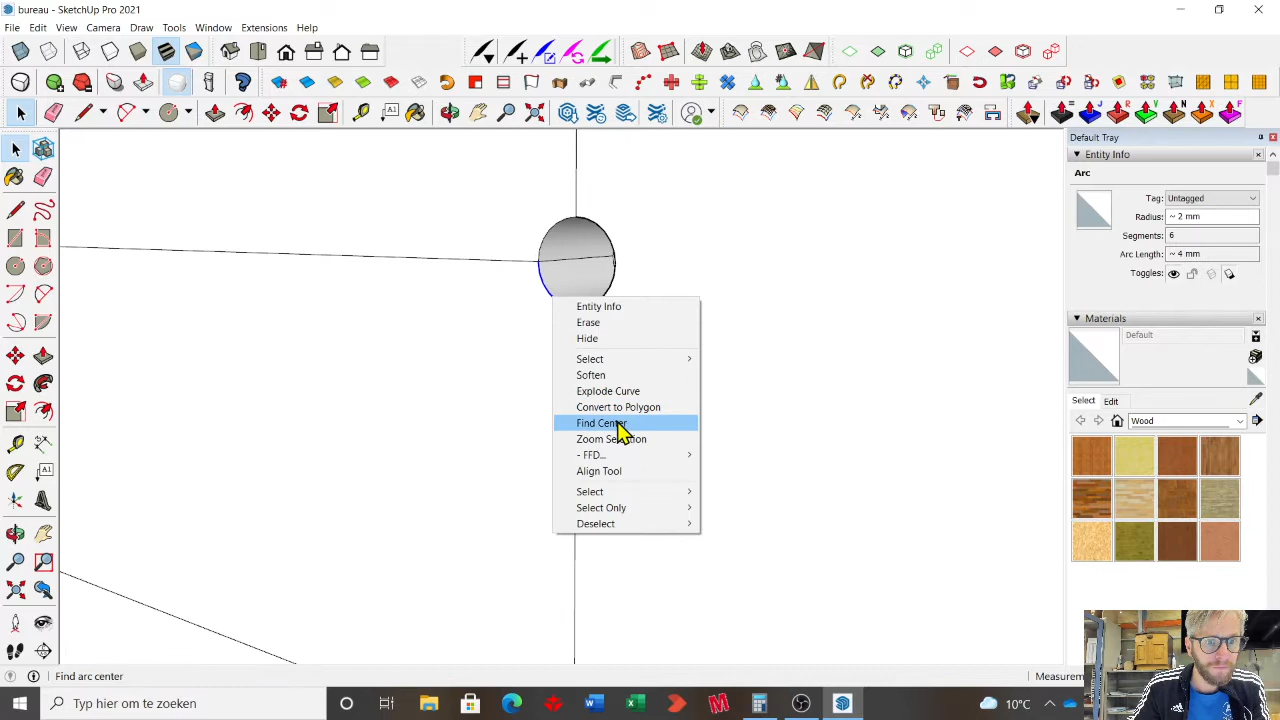 bureau - SketchUp Pro 2021
File Edit View Camera Draw Tools Window Extensions Help
A1
= J R V N X F
Default Tray
Entity Info
Arc
Tag: Untagged
Radius: ~ 2 mm
Segments: 6
Arc Length: ~ 4 mm
Toggles:
Materials
Default
Select Edit
Wood
Entity Info
Erase
Hide
Select
Soften
Explode Curve
Convert to Polygon
Find Center
Zoom Selection
- FFD...
Align Tool
Select
Select Only
Deselect
A1
Find arc center
Measurem
Typ hier om te zoeken
10°C